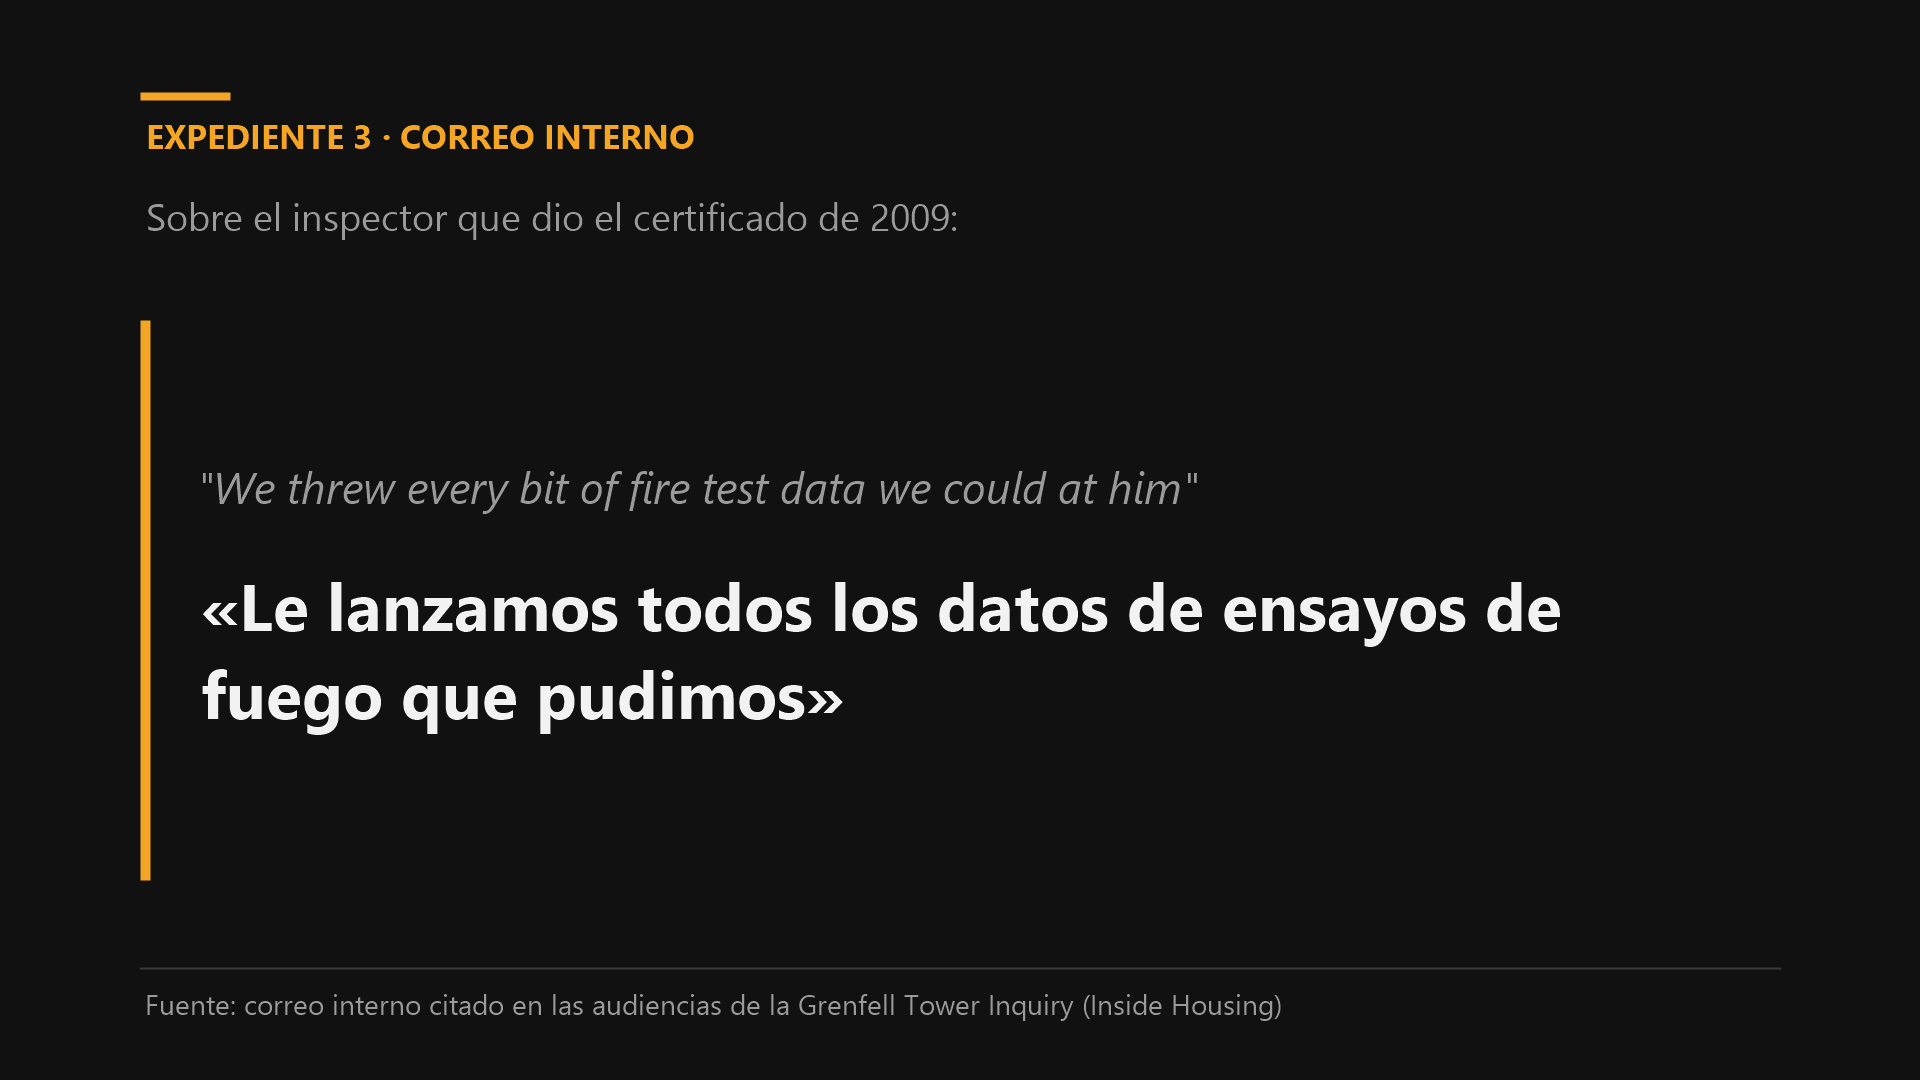 EXPEDIENTE 3 · CORREO INTERNO
Sobre el inspector que dio el certificado de 2009:
"We threw every bit of fire test data we could at him"
«Le lanzamos todos los datos de ensayos de
fuego que pudimos»
Fuente: correo interno citado en las audiencias de la Grenfell Tower Inquiry (Inside Housing)